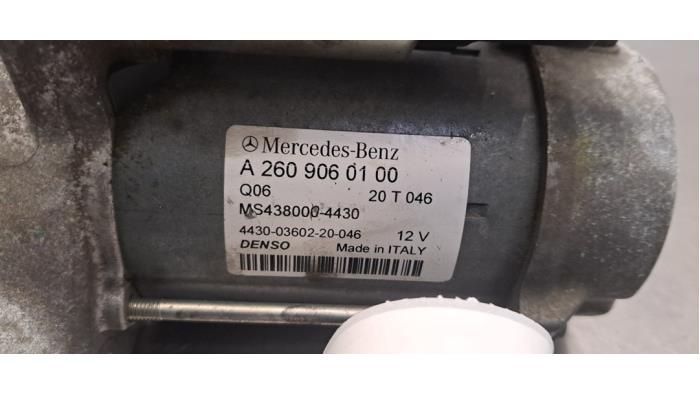 Mercedes-Benz
A 260 906 01 00
Q06 20 T 046
MS438000-4430
4430-03602-20-046 12 V
DENSO Made in ITALY